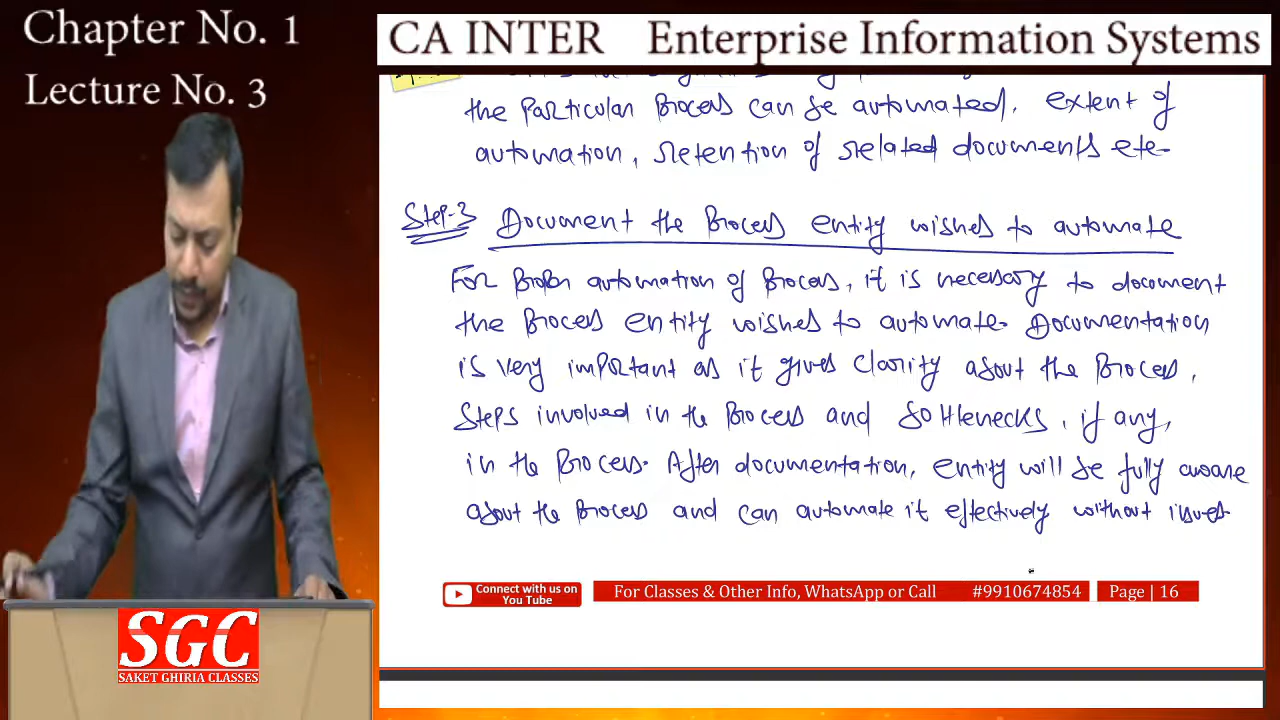 Chapter No. 1
Lecture No. 3
CA INTER Enterprise Information Systems
the Particular Process can be automated, extent of
automation, retention of related documents etc.
Step-3 Document the Process entity wishes to automate
For Proper automation of Process, it is necessary to document
the Process entity wishes to automate. Documentation
is very important as it gives clarity about the Process,
Steps involved in the Process and bottlenecks, if any,
in the Process. After documentation, entity will be fully aware
about the Process and can automate it effectively without issues.
Connect with us on
You Tube
For Classes & Other Info, WhatsApp or Call #9910674854 Page | 16
SGC
SAKET GHIRIA CLASSES